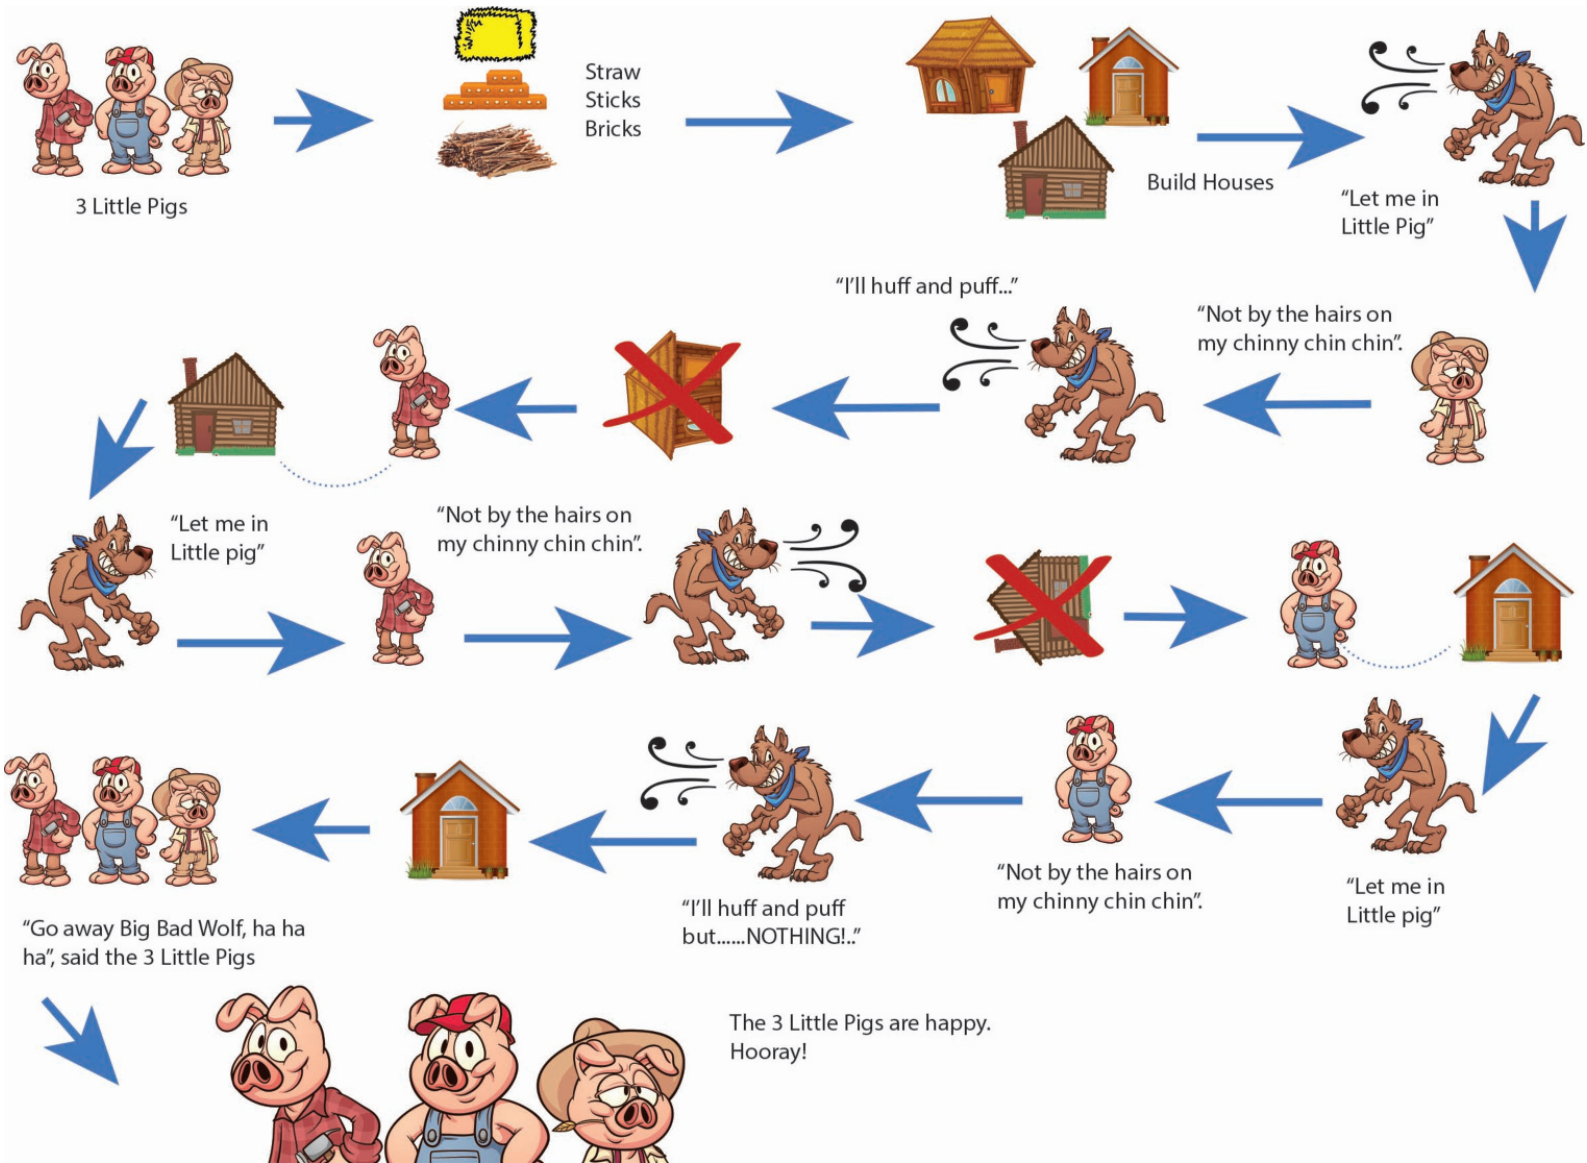 3 Little Pigs
Straw
Sticks
Bricks
Build Houses
“Let me in
Little Pig”
“Not by the hairs on
my chinny chin chin”.
“I’ll huff and puff...”
“Let me in
Little pig”
“Not by the hairs on
my chinny chin chin”.
“Let me in
Little pig”
“Not by the hairs on
my chinny chin chin”.
“I’ll huff and puff
but......NOTHING!..”
“Go away Big Bad Wolf, ha ha
ha”, said the 3 Little Pigs
The 3 Little Pigs are happy.
Hooray!